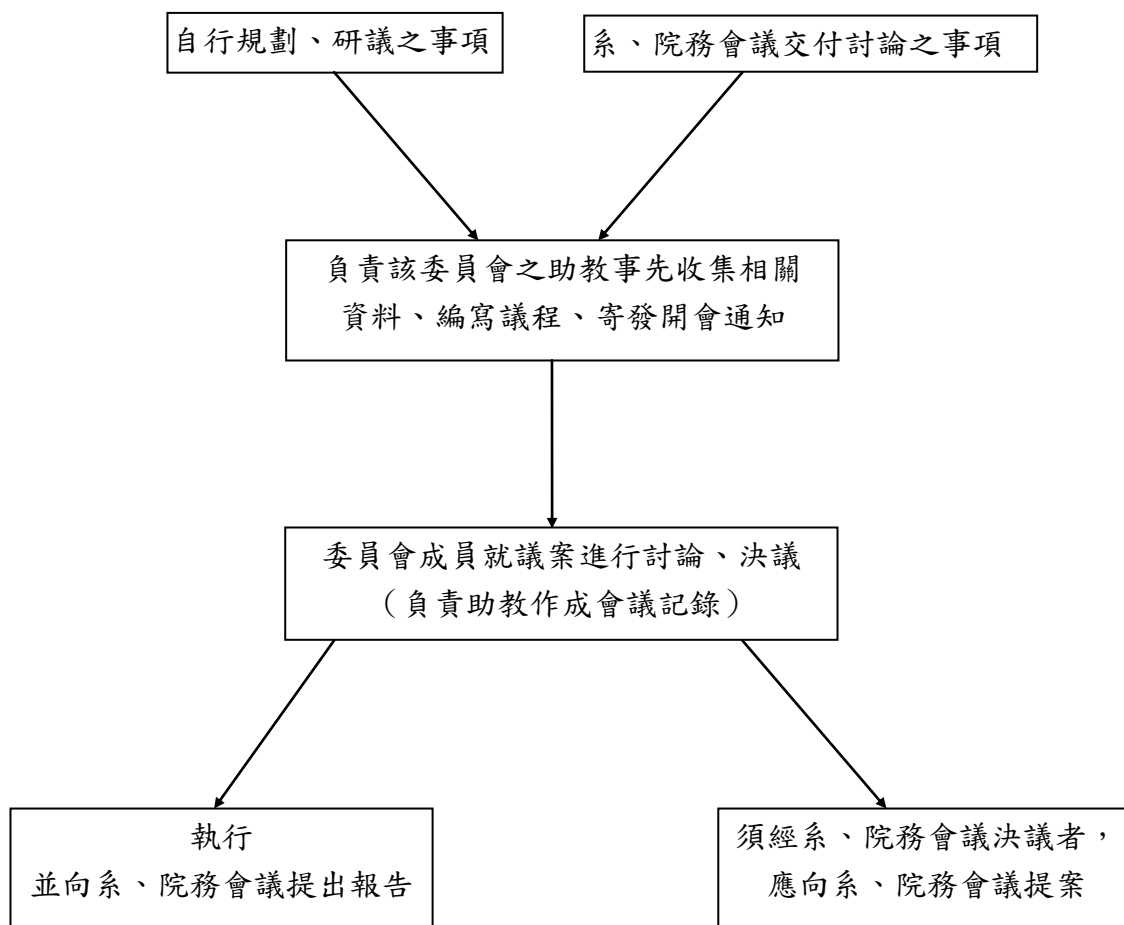 自行規劃、研議之事項
系、院務會議交付討論之事項
負責該委員會之助教事先收集相關
資料、編寫議程、寄發開會通知
委員會成員就議案進行討論、決議
（負責助教作成會議記錄）
執行
並向系、院務會議提出報告
須經系、院務會議決議者，
應向系、院務會議提案